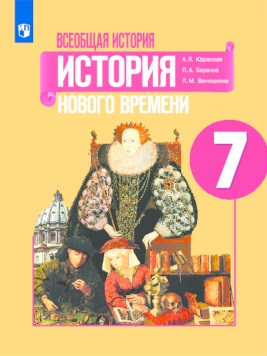 ВСЕОБЩАЯ ИСТОРИЯ
ИСТОРИЯ
А. Я. Юдовская
П. А. Баранов
Л. М. Ванюшкина
НОВОГО ВРЕМЕНИ
7